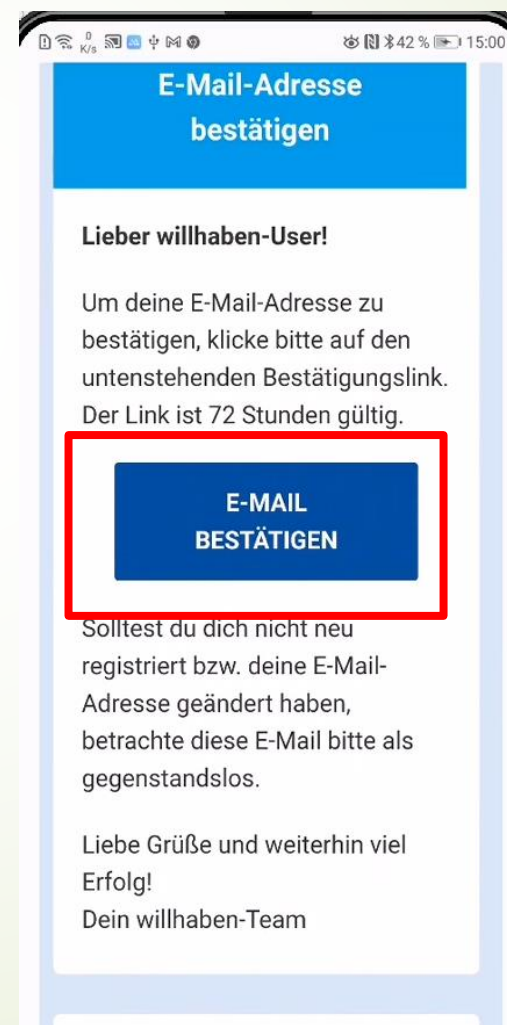 0
K/s
42 % 15:00
E-Mail-Adresse
bestätigen
Lieber willhaben-User!
Um deine E-Mail-Adresse zu
bestätigen, klicke bitte auf den
untenstehenden Bestätigungslink.
Der Link ist 72 Stunden gültig.
E-MAIL
BESTÄTIGEN
Solltest du dich nicht neu
registriert bzw. deine E-Mail-
Adresse geändert haben,
betrachte diese E-Mail bitte als
gegenstandslos.
Liebe Grüße und weiterhin viel
Erfolg!
Dein willhaben-Team